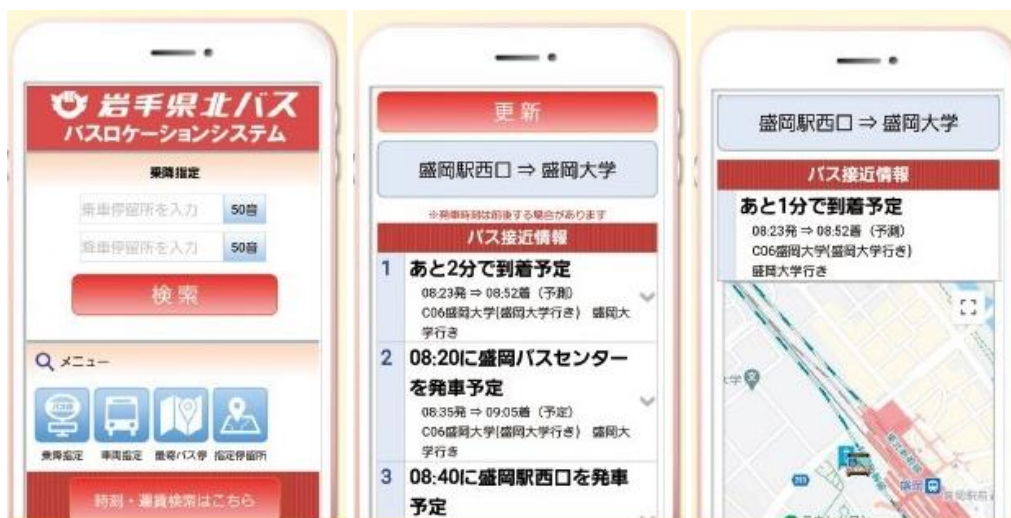 岩手県北バス
バスロケーションシステム
乗降指定
乗車停留所を入力 50音
降車停留所を入力 50音
検索
メニュー
乗降指定 車両指定 最寄バス停 指定停留所
時刻・運賃検索はこちら
更新
盛岡駅西口 ⇒ 盛岡大学
※発車時刻は前後する場合があります
バス接近情報
1 あと2分で到着予定
08:23発 ⇒ 08:52着 (予測)
C06盛岡大学(盛岡大学行き) 盛岡大
学行き
2 08:20に盛岡バスセンター
を発車予定
08:35発 ⇒ 09:05着 (予定)
C06盛岡大学(盛岡大学行き) 盛岡大
学行き
3 08:40に盛岡駅西口を発車
予定
盛岡駅西口 ⇒ 盛岡大学
バス接近情報
あと1分で到着予定
08:23発 ⇒ 08:52着 (予測)
C06盛岡大学(盛岡大学行き)
盛岡大学行き
大学
盛岡
盛岡駅前